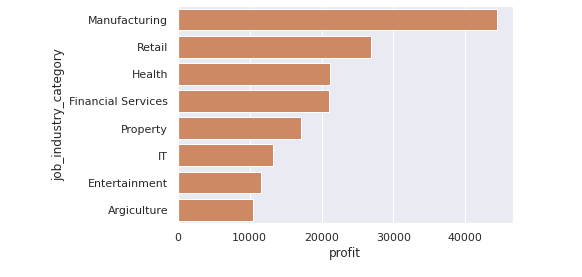 job_industry_category
Manufacturing
Retail
Health
Financial Services
Property
IT
Entertainment
Argiculture
0 10000 20000 30000 40000
profit